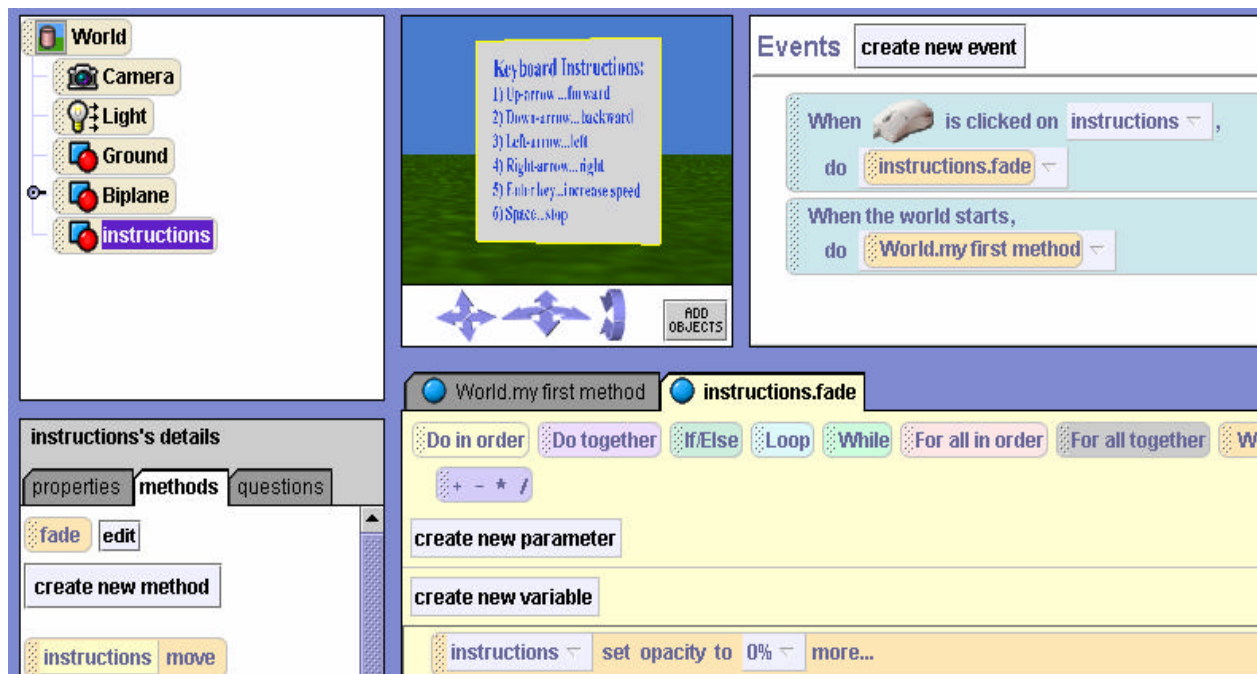 World
Camera
Light
Ground
Biplane
instructions
Keyboard Instructions:
1) Up-arrow...forward
2) Down-arrow...backward
3) Left-arrow...left
4) Right-arrow...right
5) Enter key...increase speed
6) Space...stop
ADD
OBJECTS
Events create new event
When is clicked on instructions ,
do instructions.fade
When the world starts,
do World.my first method
instructions's details
properties methods questions
fade edit
create new method
instructions move
World.my first method instructions.fade
Do in order Do together If/Else Loop While For all in order For all together W
+ - * /
create new parameter
create new variable
instructions set opacity to 0% more...